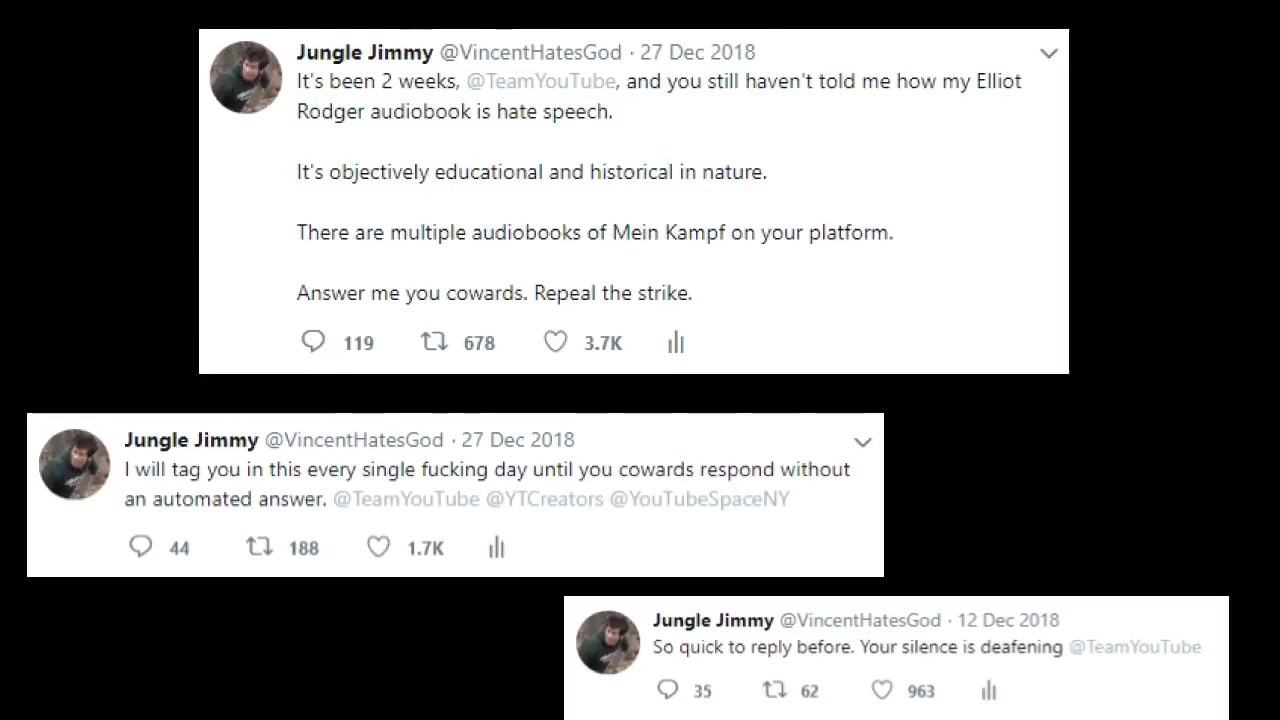 Jungle Jimmy @VincentHatesGod · 27 Dec 2018
It's been 2 weeks, @TeamYouTube, and you still haven't told me how my Elliot
Rodger audiobook is hate speech.
It's objectively educational and historical in nature.
There are multiple audiobooks of Mein Kampf on your platform.
Answer me you cowards. Repeal the strike.
119 678 3.7K
Jungle Jimmy @VincentHatesGod · 27 Dec 2018
I will tag you in this every single fucking day until you cowards respond without
an automated answer. @TeamYouTube @YTCreators @YouTubeSpaceNY
44 188 1.7K
Jungle Jimmy @VincentHatesGod · 12 Dec 2018
So quick to reply before. Your silence is deafening @TeamYouTube
35 62 963